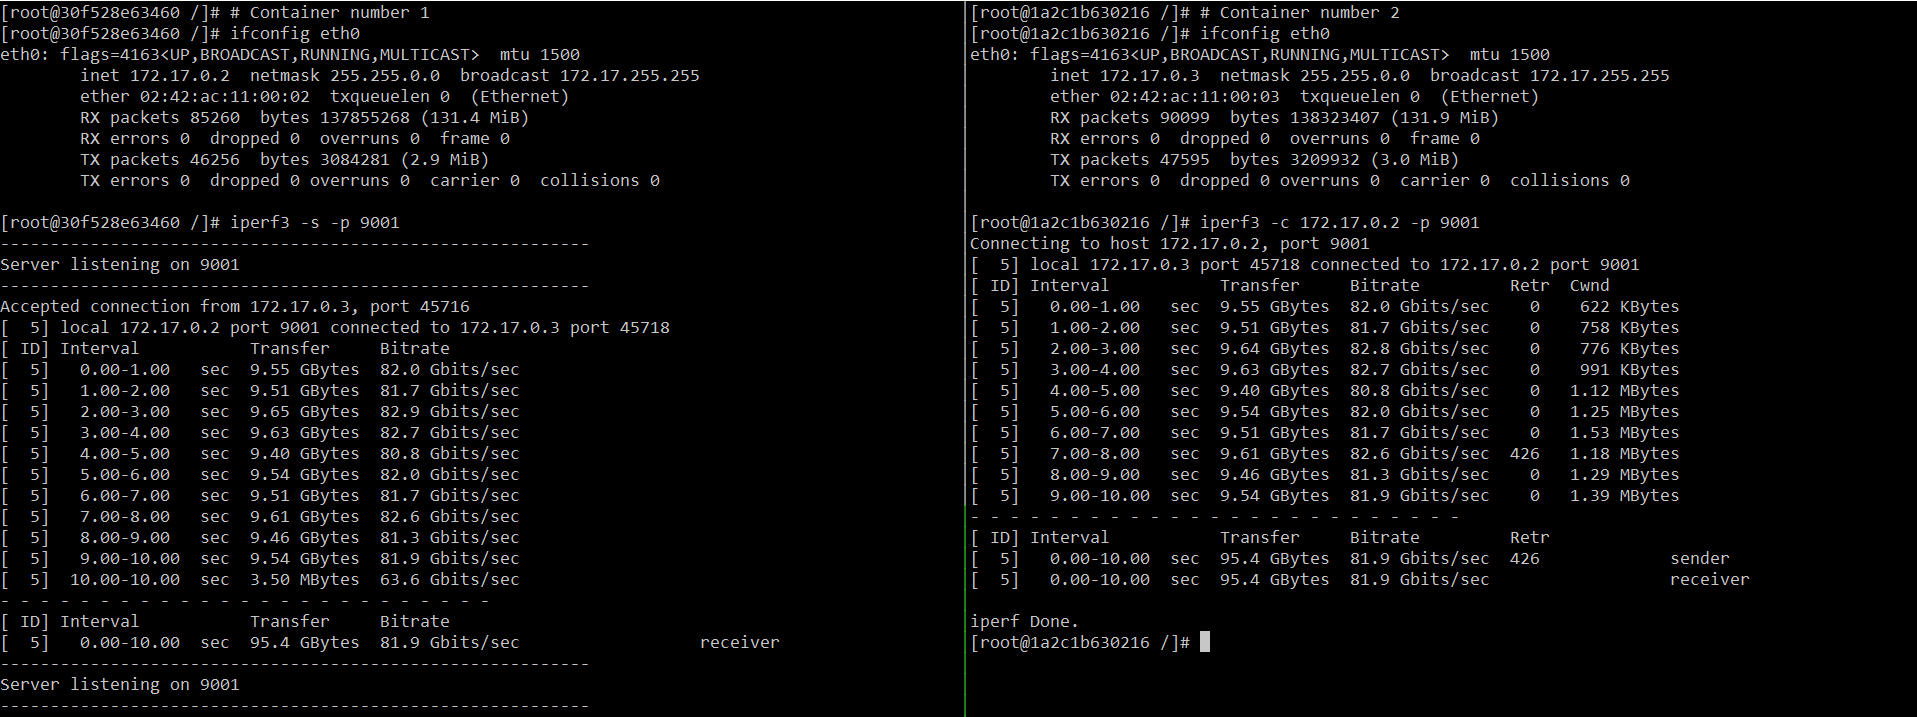 [root@30f528e63460 /]# # Container number 1
[root@30f528e63460 /]# ifconfig eth0
eth0: flags=4163<UP,BROADCAST,RUNNING,MULTICAST>  mtu 1500
        inet 172.17.0.2  netmask 255.255.0.0  broadcast 172.17.255.255
        ether 02:42:ac:11:00:02  txqueuelen 0  (Ethernet)
        RX packets 85260  bytes 137855268 (131.4 MiB)
        RX errors 0  dropped 0  overruns 0  frame 0
        TX packets 46256  bytes 3084281 (2.9 MiB)
        TX errors 0  dropped 0 overruns 0  carrier 0  collisions 0

[root@30f528e63460 /]# iperf3 -s -p 9001
-----------------------------------------------------------
Server listening on 9001
-----------------------------------------------------------
Accepted connection from 172.17.0.3, port 45716
[  5] local 172.17.0.2 port 9001 connected to 172.17.0.3 port 45718
[ ID] Interval           Transfer     Bitrate
[  5]   0.00-1.00   sec  9.55 GBytes  82.0 Gbits/sec
[  5]   1.00-2.00   sec  9.51 GBytes  81.7 Gbits/sec
[  5]   2.00-3.00   sec  9.65 GBytes  82.9 Gbits/sec
[  5]   3.00-4.00   sec  9.63 GBytes  82.7 Gbits/sec
[  5]   4.00-5.00   sec  9.40 GBytes  80.8 Gbits/sec
[  5]   5.00-6.00   sec  9.54 GBytes  82.0 Gbits/sec
[  5]   6.00-7.00   sec  9.51 GBytes  81.7 Gbits/sec
[  5]   7.00-8.00   sec  9.61 GBytes  82.6 Gbits/sec
[  5]   8.00-9.00   sec  9.46 GBytes  81.3 Gbits/sec
[  5]   9.00-10.00  sec  9.54 GBytes  81.9 Gbits/sec
[  5]  10.00-10.00  sec  3.50 MBytes  63.6 Gbits/sec
- - - - - - - - - - - - - - - - - - - - - - - - -
[ ID] Interval           Transfer     Bitrate
[  5]   0.00-10.00  sec  95.4 GBytes  81.9 Gbits/sec                  receiver
-----------------------------------------------------------
Server listening on 9001
-----------------------------------------------------------
[root@1a2c1b630216 /]# # Container number 2
[root@1a2c1b630216 /]# ifconfig eth0
eth0: flags=4163<UP,BROADCAST,RUNNING,MULTICAST>  mtu 1500
        inet 172.17.0.3  netmask 255.255.0.0  broadcast 172.17.255.255
        ether 02:42:ac:11:00:03  txqueuelen 0  (Ethernet)
        RX packets 90099  bytes 138323407 (131.9 MiB)
        RX errors 0  dropped 0  overruns 0  frame 0
        TX packets 47595  bytes 3209932 (3.0 MiB)
        TX errors 0  dropped 0 overruns 0  carrier 0  collisions 0

[root@1a2c1b630216 /]# iperf3 -c 172.17.0.2 -p 9001
Connecting to host 172.17.0.2, port 9001
[  5] local 172.17.0.3 port 45718 connected to 172.17.0.2 port 9001
[ ID] Interval           Transfer     Bitrate         Retr  Cwnd
[  5]   0.00-1.00   sec  9.55 GBytes  82.0 Gbits/sec    0    622 KBytes
[  5]   1.00-2.00   sec  9.51 GBytes  81.7 Gbits/sec    0    758 KBytes
[  5]   2.00-3.00   sec  9.64 GBytes  82.8 Gbits/sec    0    776 KBytes
[  5]   3.00-4.00   sec  9.63 GBytes  82.7 Gbits/sec    0    991 KBytes
[  5]   4.00-5.00   sec  9.40 GBytes  80.8 Gbits/sec    0   1.12 MBytes
[  5]   5.00-6.00   sec  9.54 GBytes  82.0 Gbits/sec    0   1.25 MBytes
[  5]   6.00-7.00   sec  9.51 GBytes  81.7 Gbits/sec    0   1.53 MBytes
[  5]   7.00-8.00   sec  9.61 GBytes  82.6 Gbits/sec  426   1.18 MBytes
[  5]   8.00-9.00   sec  9.46 GBytes  81.3 Gbits/sec    0   1.29 MBytes
[  5]   9.00-10.00  sec  9.54 GBytes  81.9 Gbits/sec    0   1.39 MBytes
- - - - - - - - - - - - - - - - - - - - - - - - -
[ ID] Interval           Transfer     Bitrate         Retr
[  5]   0.00-10.00  sec  95.4 GBytes  81.9 Gbits/sec  426             sender
[  5]   0.00-10.00  sec  95.4 GBytes  81.9 Gbits/sec                  receiver

iperf Done.
[root@1a2c1b630216 /]#